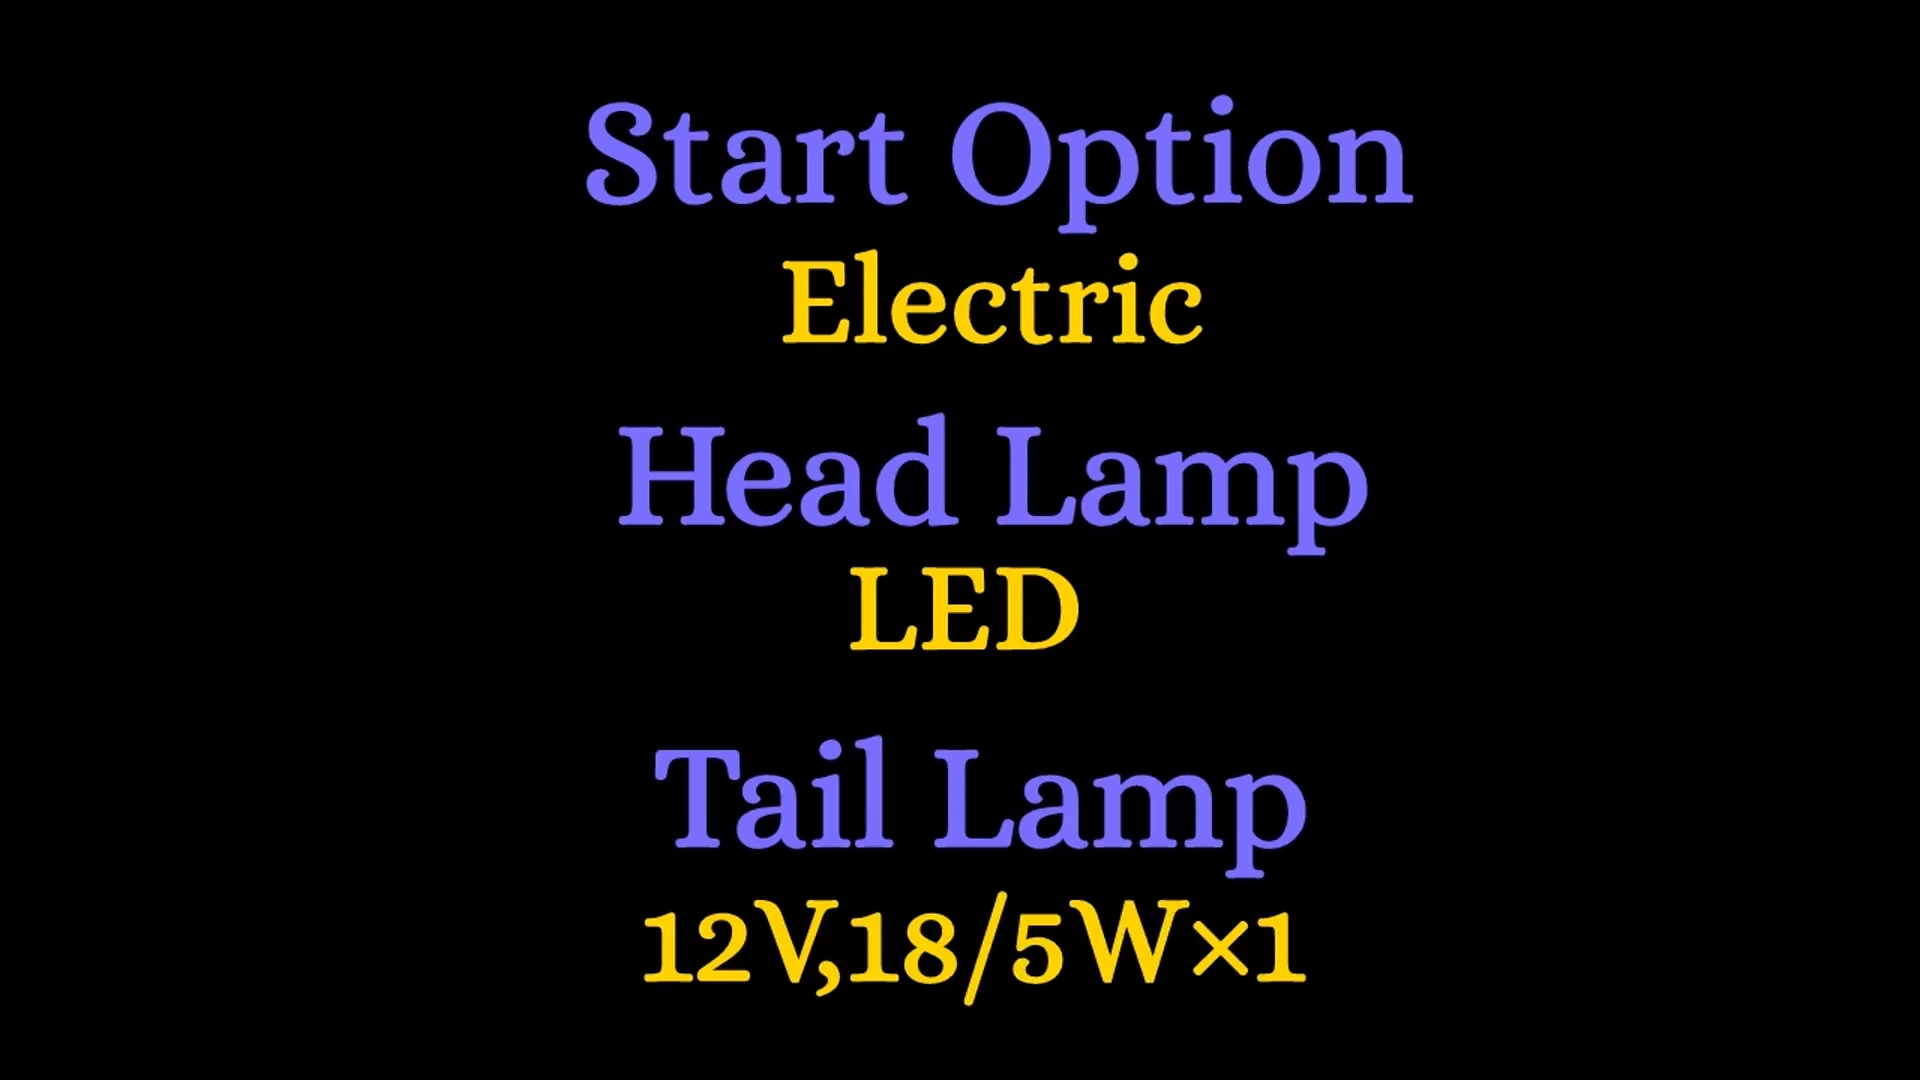 Start Option
Electric
Head Lamp
LED
Tail Lamp
12V,18/5W×1